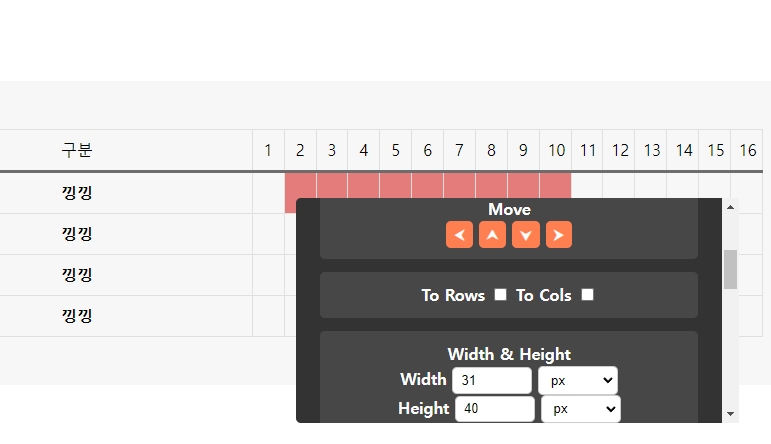 구분 1 2 3 4 5 6 7 8 9 10 11 12 13 14 15 16
낑낑
낑낑
낑낑
낑낑
Move
To Rows To Cols
Width & Height
Width 31 px
Height 40 px